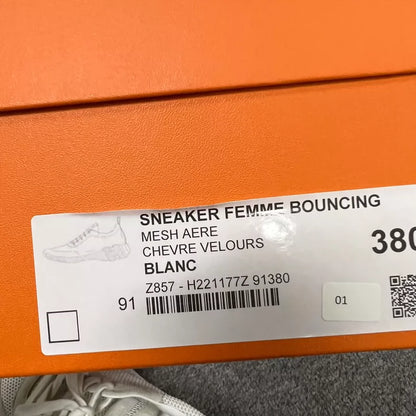 SNEAKER FEMME BOUNCING
MESH AERE
CHEVRE VELOURS
BLANC
Z857 - H221177Z 91380
91
380
01